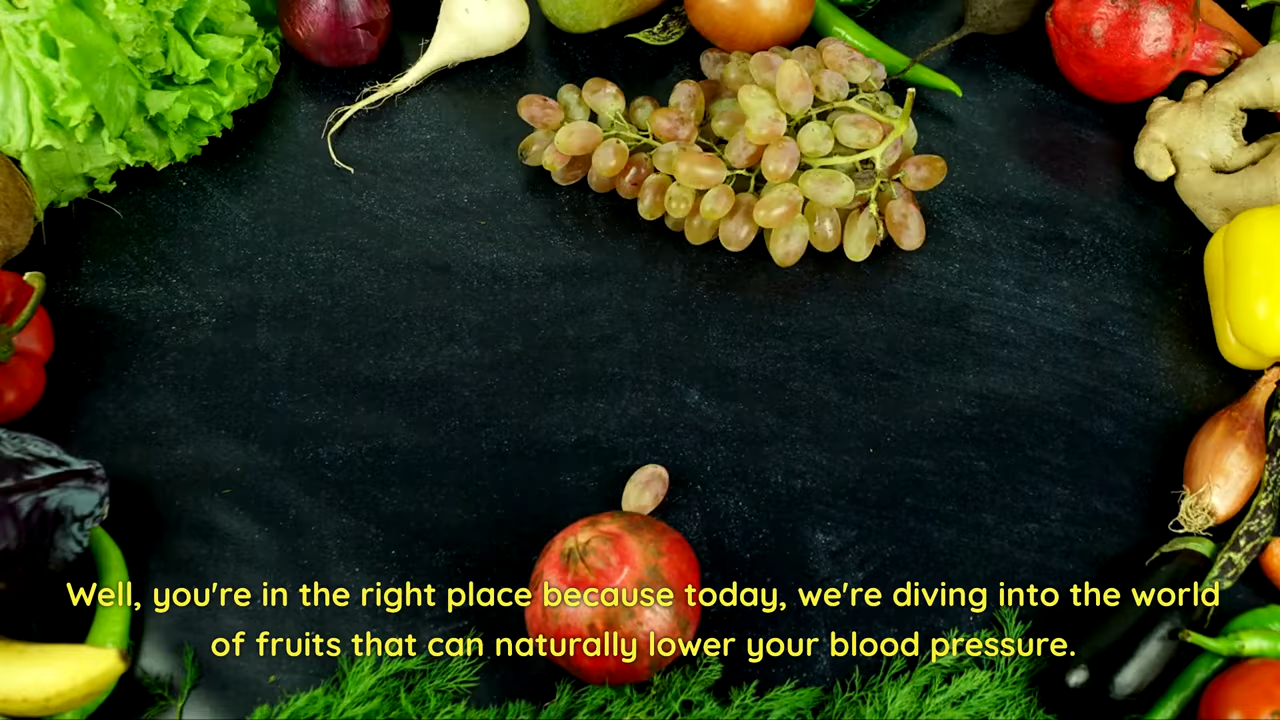 Well, you're in the right place because today, we're diving into the world
of fruits that can naturally lower your blood pressure.